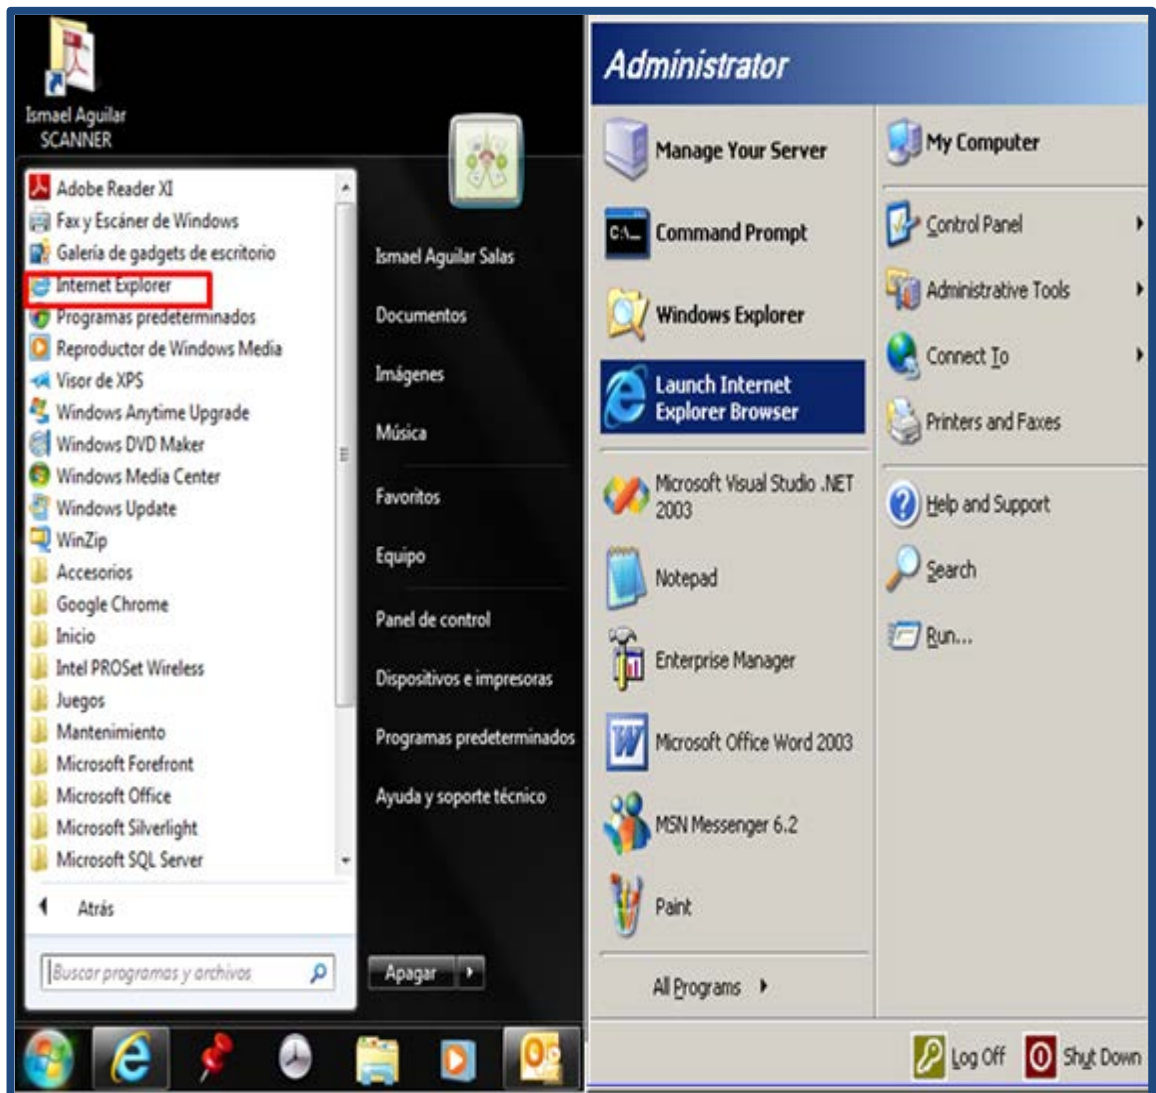 Ismael Aguilar
SCANNER
Adobe Reader XI
Fax y Escáner de Windows
Galería de gadgets de escritorio
Internet Explorer
Programas predeterminados
Reproductor de Windows Media
Visor de XPS
Windows Anytime Upgrade
Windows DVD Maker
Windows Media Center
Windows Update
WinZip
Accesorios
Google Chrome
Inicio
Intel PROSet Wireless
Juegos
Mantenimiento
Microsoft Forefront
Microsoft Office
Microsoft Silverlight
Microsoft SQL Server
Atrás
Buscar programas y archivos
Ismael Aguilar Salas
Documentos
Imágenes
Música
Favoritos
Equipo
Panel de control
Dispositivos e impresoras
Programas predeterminados
Ayuda y soporte técnico
Apagar
Administrator
Manage Your Server
C:\_
Command Prompt
Windows Explorer
Launch Internet
Explorer Browser
Microsoft Visual Studio .NET
2003
Notepad
Enterprise Manager
Microsoft Office Word 2003
MSN Messenger 6.2
Paint
All Programs
My Computer
Control Panel
Administrative Tools
Connect To
Printers and Faxes
Help and Support
Search
Run...
Log Off
Shut Down